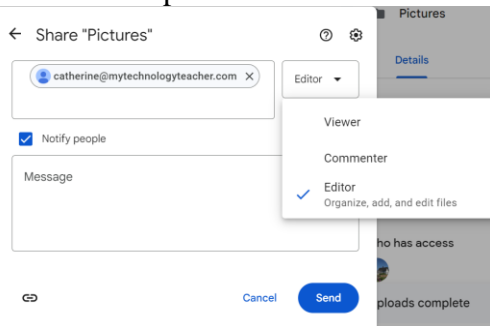 Share "Pictures"
Pictures
catherine@mytechnologyteacher.com
Editor
Details
Viewer
Notify people
Commenter
Message
Editor
Organize, add, and edit files
ho has access
Cancel
Send
ploads complete